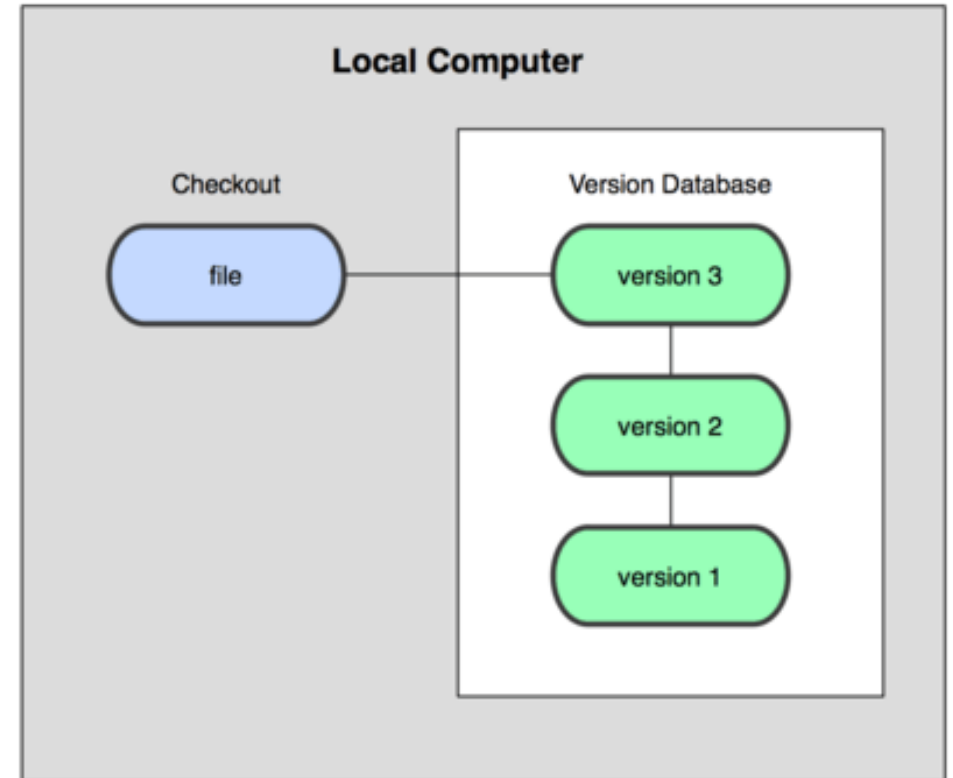 Local Computer
Checkout
Version Database
file
version 3
version 2
version 1